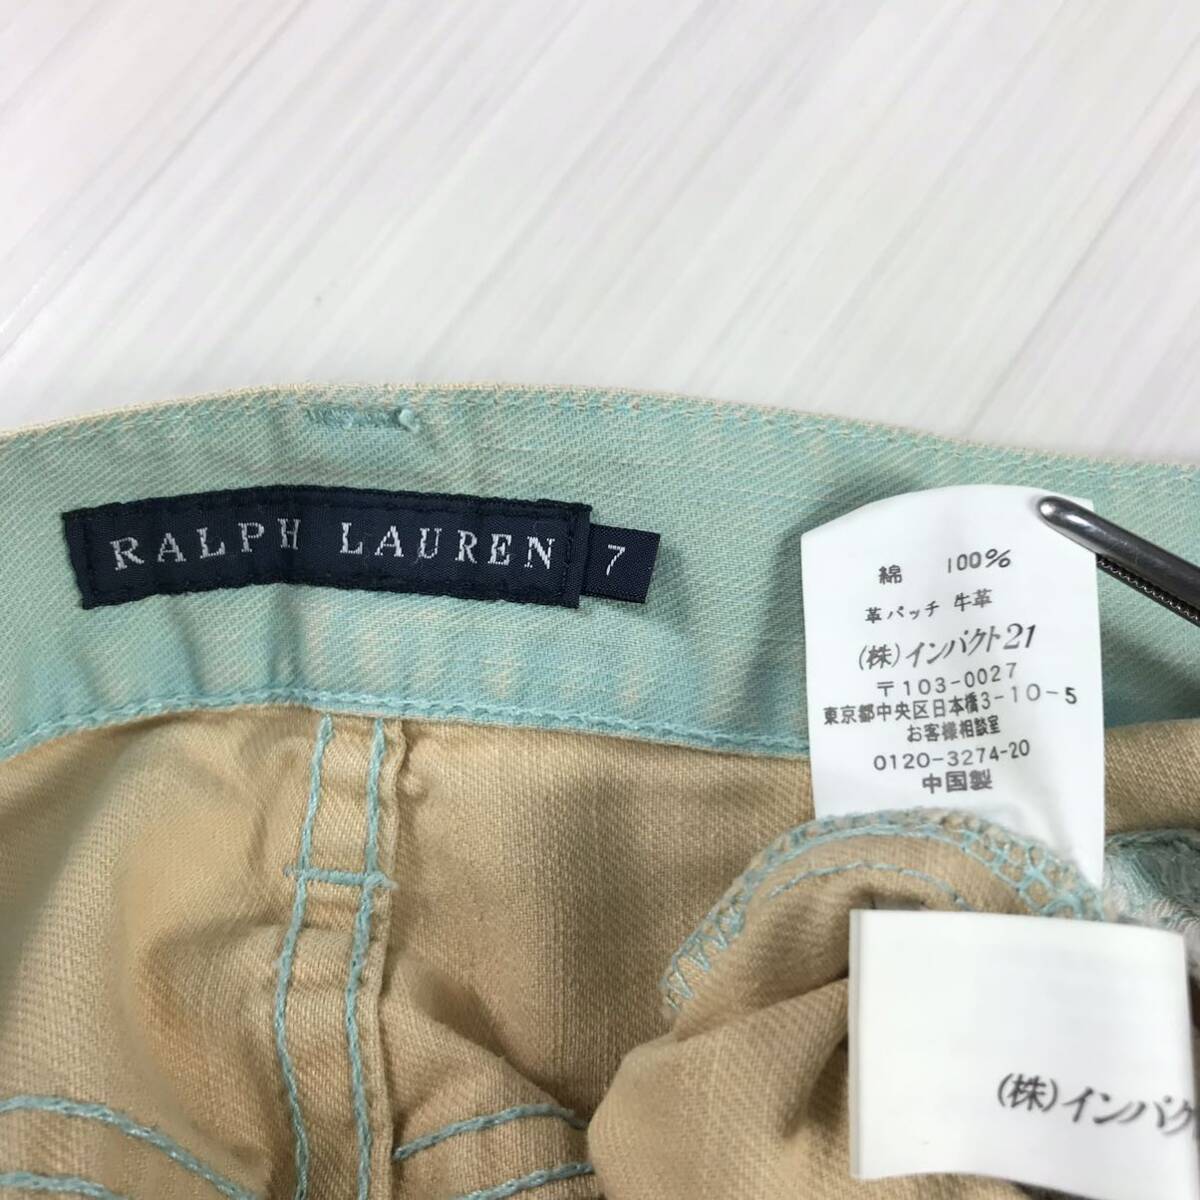 RALPH LAUREN
7
綿 100%
革パッチ 牛革
(株)インパクト21
〒103-0027
東京都中央区日本橋3-10-5
お客様相談室
0120-3274-20
中国製
(株)インパク